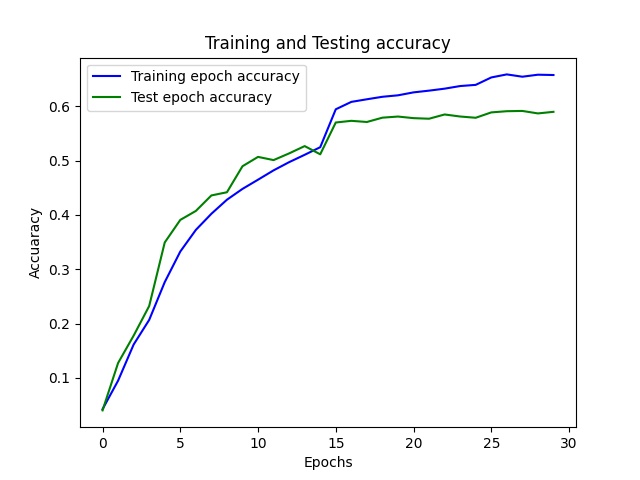 Training and Testing accuracy
Training epoch accuracy
Test epoch accuracy
0.6
0.5
0.4
0.3
0.2
0.1
Accuaracy
0 5 10 15 20 25 30
Epochs